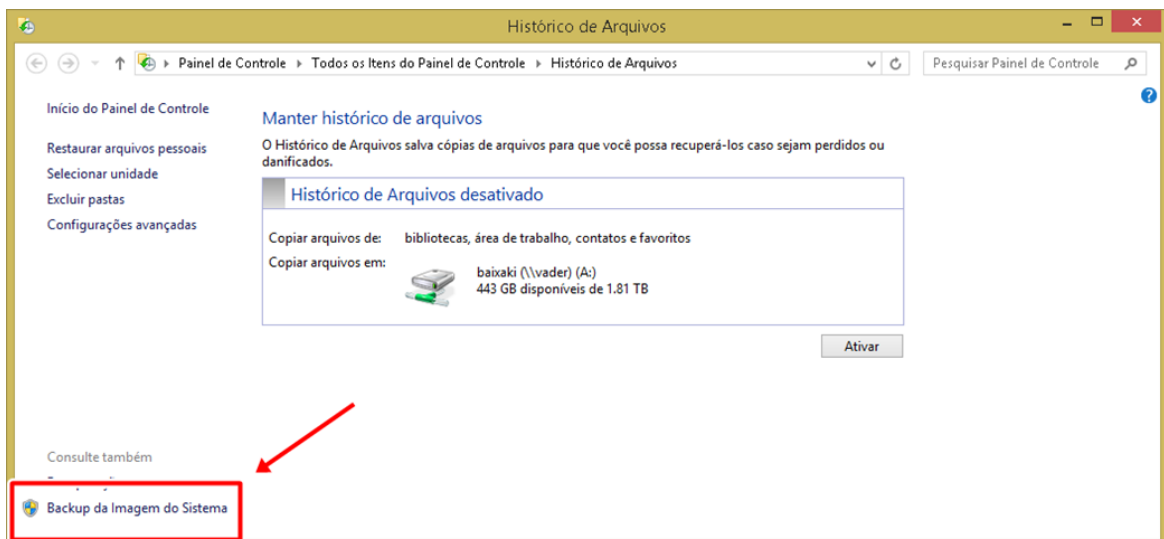 Histórico de Arquivos
Painel de Controle ▸ Todos os Itens do Painel de Controle ▸ Histórico de Arquivos
Pesquisar Painel de Controle
Início do Painel de Controle
Restaurar arquivos pessoais
Selecionar unidade
Excluir pastas
Configurações avançadas
Manter histórico de arquivos
O Histórico de Arquivos salva cópias de arquivos para que você possa recuperá-los caso sejam perdidos ou
danificados.
Histórico de Arquivos desativado
Copiar arquivos de: bibliotecas, área de trabalho, contatos e favoritos
Copiar arquivos em: baixaki (\\vader) (A:)
443 GB disponíveis de 1.81 TB
Ativar
Consulte também
Backup da Imagem do Sistema